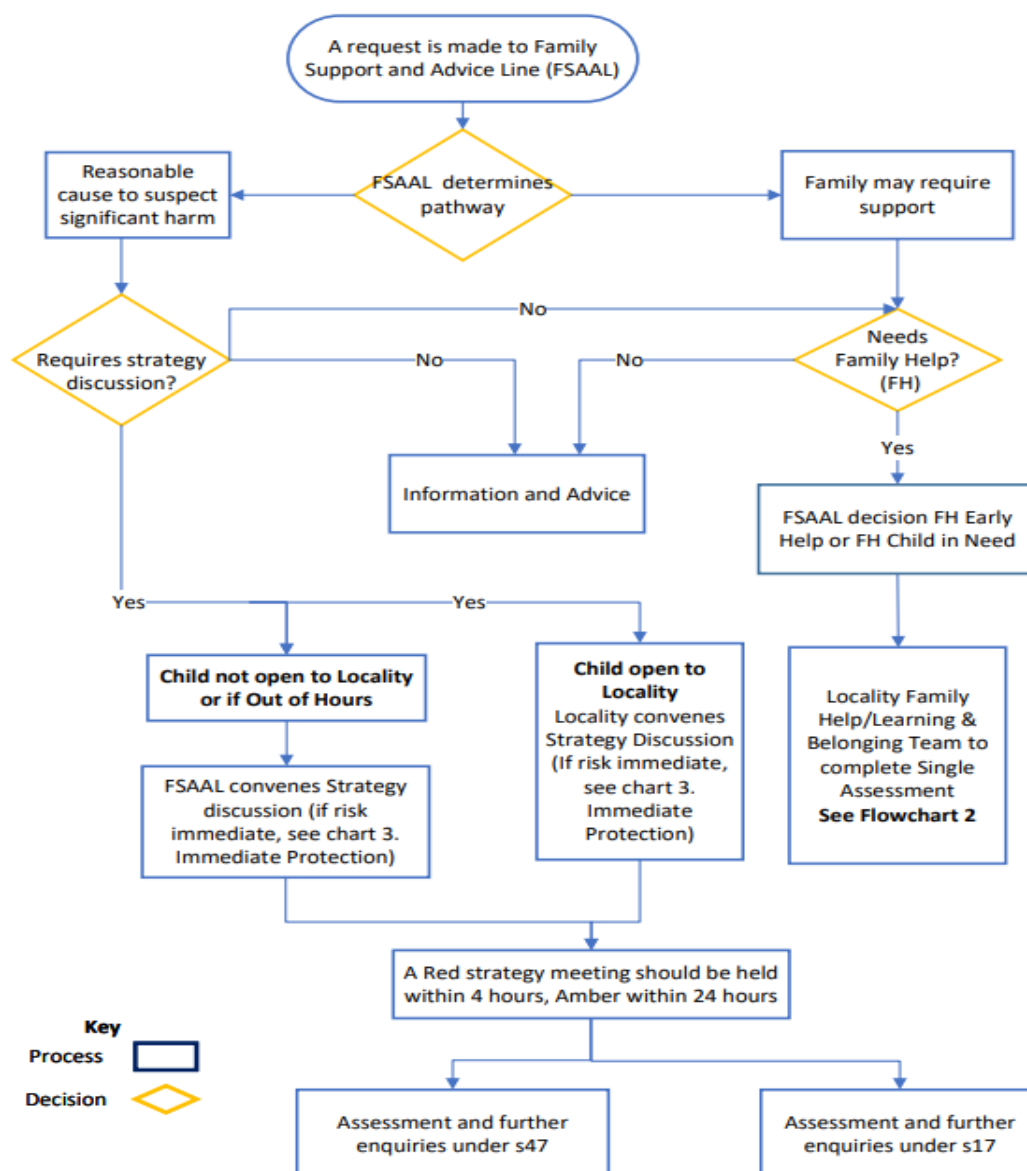 A request is made to Family
Support and Advice Line (FSAAL)
Reasonable
cause to suspect
significant harm
FSAAL determines
pathway
Family may require
support
No
Requires strategy
discussion?
No
No
Needs
Family Help?
(FH)
Yes
Information and Advice
FSAAL decision FH Early
Help or FH Child in Need
Yes
Yes
Child not open to Locality
or if Out of Hours
Child open to
Locality
Locality convenes
Strategy Discussion
(If risk immediate,
see chart 3.
Immediate
Protection)
Locality Family
Help/Learning &
Belonging Team to
complete Single
Assessment
See Flowchart 2
FSAAL convenes Strategy
discussion (if risk
immediate, see chart 3.
Immediate Protection)
A Red strategy meeting should be held
within 4 hours, Amber within 24 hours
Key
Process
Decision
Assessment and further
enquiries under s47
Assessment and further
enquiries under s17